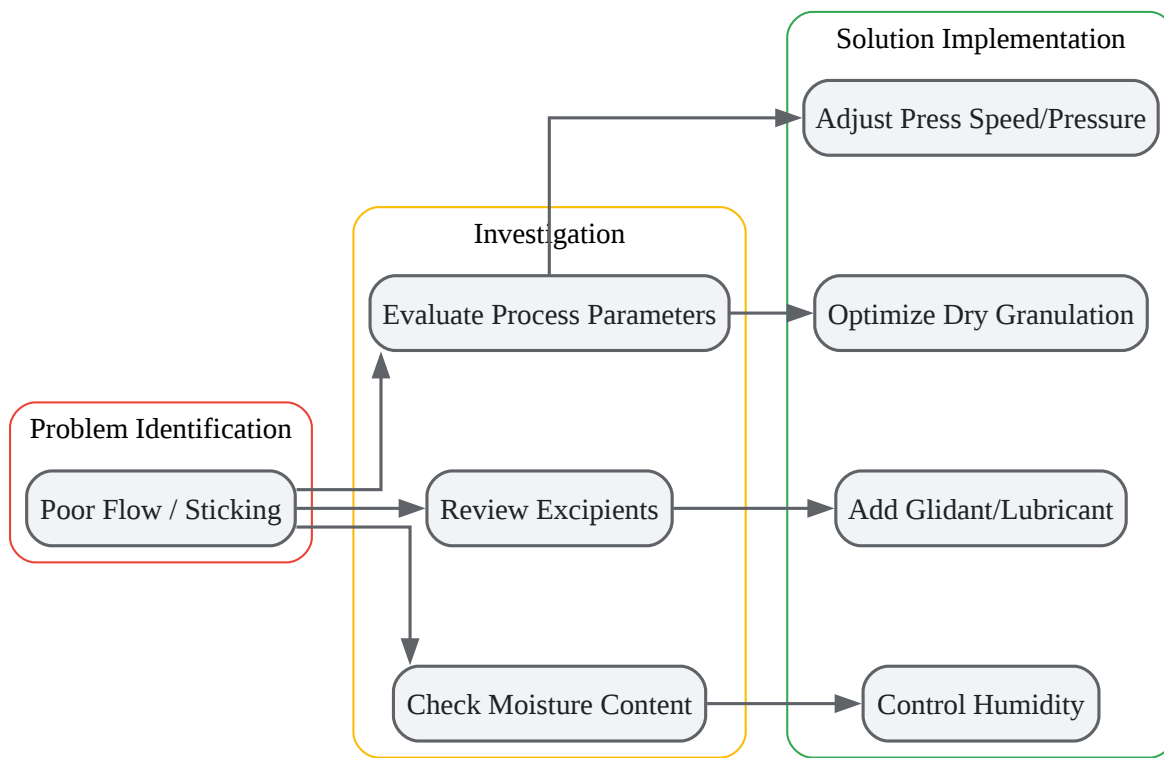 Problem Identification
Poor Flow / Sticking
Investigation
Evaluate Process Parameters
Review Excipients
Check Moisture Content
Solution Implementation
Adjust Press Speed/Pressure
Optimize Dry Granulation
Add Glidant/Lubricant
Control Humidity